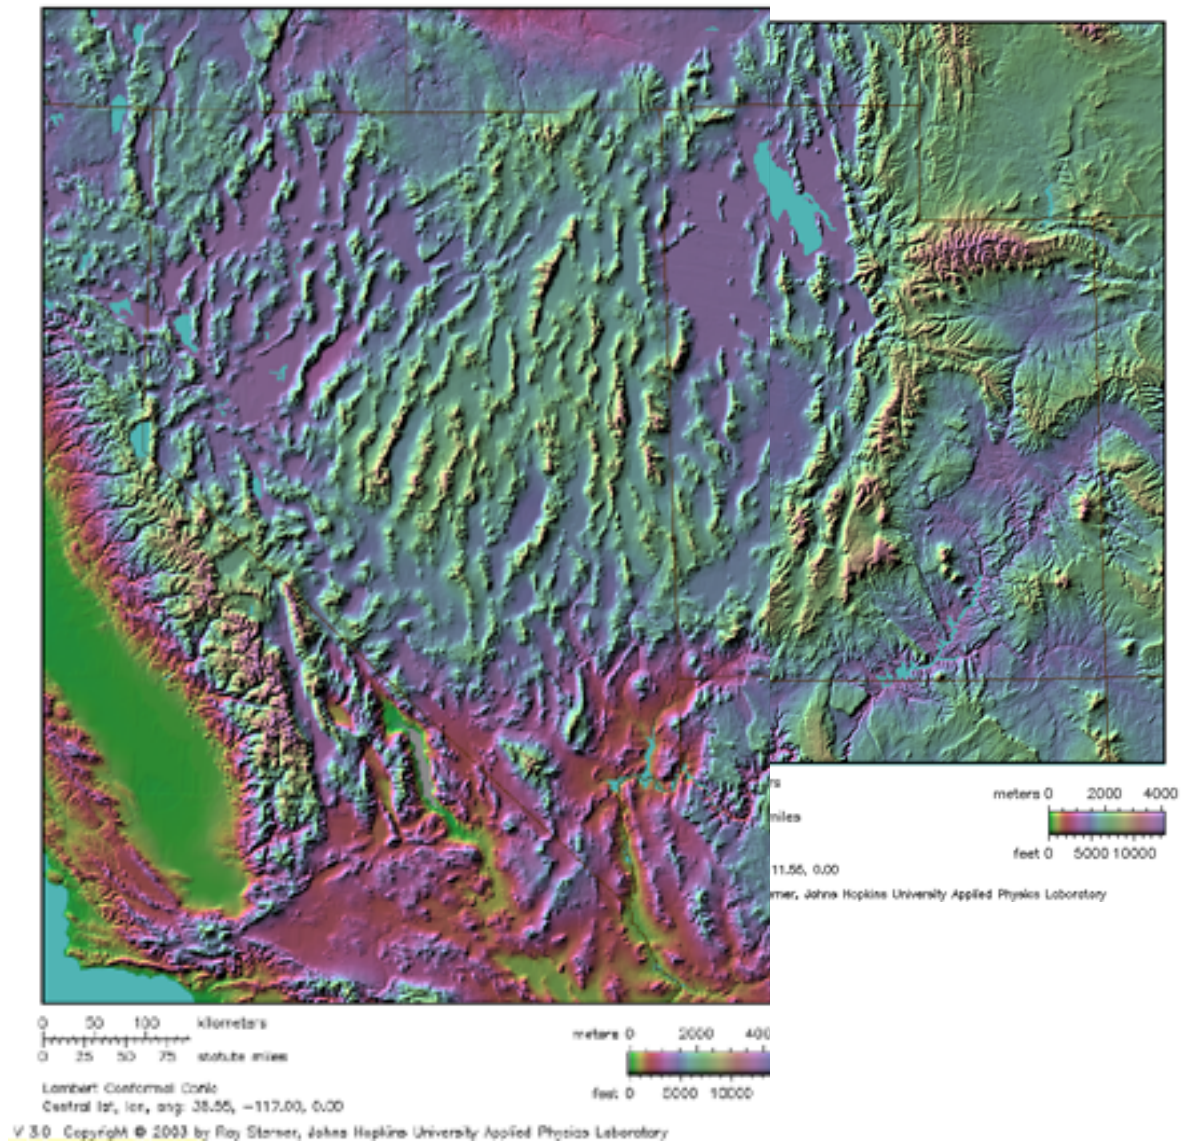 rs
miles
meters 0 2000 4000
feet 0 5000 10000
11.55, 0.00
rner, Johns Hopkins University Applied Physics Laboratory
0 50 100 kilometers
0 25 50 75 statute miles
meters 0 2000 400
feet 0 5000 10000
Lambert Conformal Conic
Central lat, lon, ang: 38.55, -117.00, 0.00
V 3.0 Copyright © 2003 by Ray Sterner, Johns Hopkins University Applied Physics Laboratory